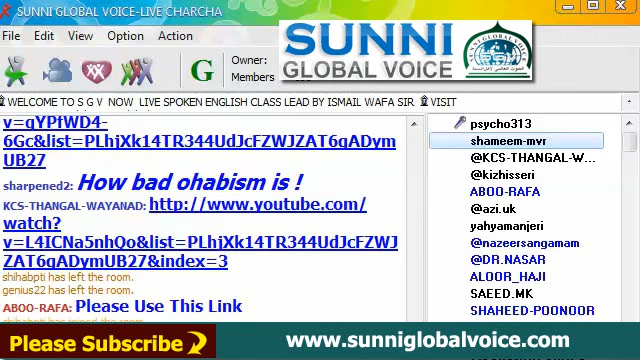 SUNNI GLOBAL VOICE-LIVE CHARCHA
File Edit View Option Action
SUNNI
GLOBAL VOICE
SUNNI GLOBAL VOICE
G
Owner:
Members
WELCOME TO S G V NOW LIVE SPOKEN ENGLISH CLASS LEAD BY ISMAIL WAFA SIR VISIT
v=qYPfWD4-
6Gc&list=PLhjXk14TR344UdJcFZWJZAT6qADym
UB27
sharpened2: How bad ohabism is !
KCS-THANGAL-WAYANAD: http://www.youtube.com/
watch?
v=L4ICNa5nhQo&list=PLhjXk14TR344UdJcFZWJ
ZAT6qADymUB27&index=3
shihabpti has left the room.
genius22 has left the room.
ABOO-RAFA: Please Use This Link
psycho313
shameem-mvr
@KCS-THANGAL-W...
@kizhisseri
ABOO-RAFA
@azi.uk
yahyamanjeri
@nazeersangamam
@DR.NASAR
ALOOR_HAJI
SAEED.MK
SHAHEED-POONOOR
Please Subscribe
www.sunniglobalvoice.com